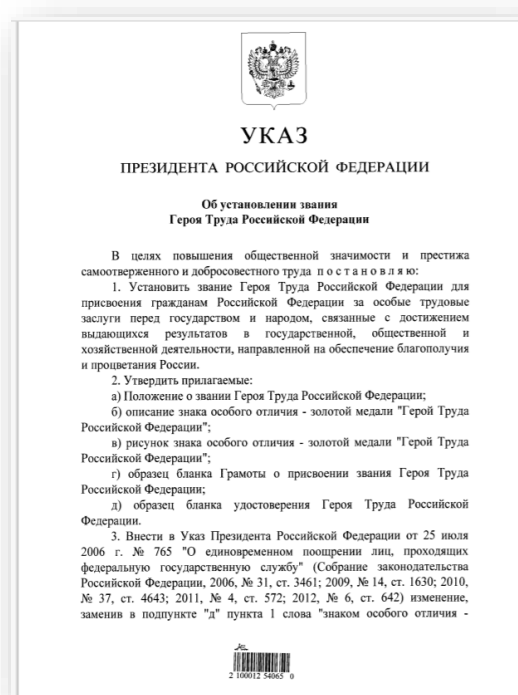 УКАЗ
ПРЕЗИДЕНТА РОССИЙСКОЙ ФЕДЕРАЦИИ
Об установлении звания
Героя Труда Российской Федерации
В целях повышения общественной значимости и престижа
самоотверженного и добросовестного труда п о с т а н о в л я ю:
1. Установить звание Героя Труда Российской Федерации для
присвоения гражданам Российской Федерации за особые трудовые
заслуги перед государством и народом, связанные с достижением
выдающихся результатов в государственной, общественной и
хозяйственной деятельности, направленной на обеспечение благополучия
и процветания России.
2. Утвердить прилагаемые:
а) Положение о звании Героя Труда Российской Федерации;
б) описание знака особого отличия - золотой медали "Герой Труда
Российской Федерации";
в) рисунок знака особого отличия - золотой медали "Герой Труда
Российской Федерации";
г) образец бланка Грамоты о присвоении звания Героя Труда
Российской Федерации;
д) образец бланка удостоверения Героя Труда Российской
Федерации.
3. Внести в Указ Президента Российской Федерации от 25 июля
2006 г. № 765 "О единовременном поощрении лиц, проходящих
федеральную государственную службу" (Собрание законодательства
Российской Федерации, 2006, № 31, ст. 3461; 2009, № 14, ст. 1630; 2010,
№ 37, ст. 4643; 2011, № 4, ст. 572; 2012, № 6, ст. 642) изменение,
заменив в подпункте "д" пункта 1 слова "знаком особого отличия -
2 100012 54065 0